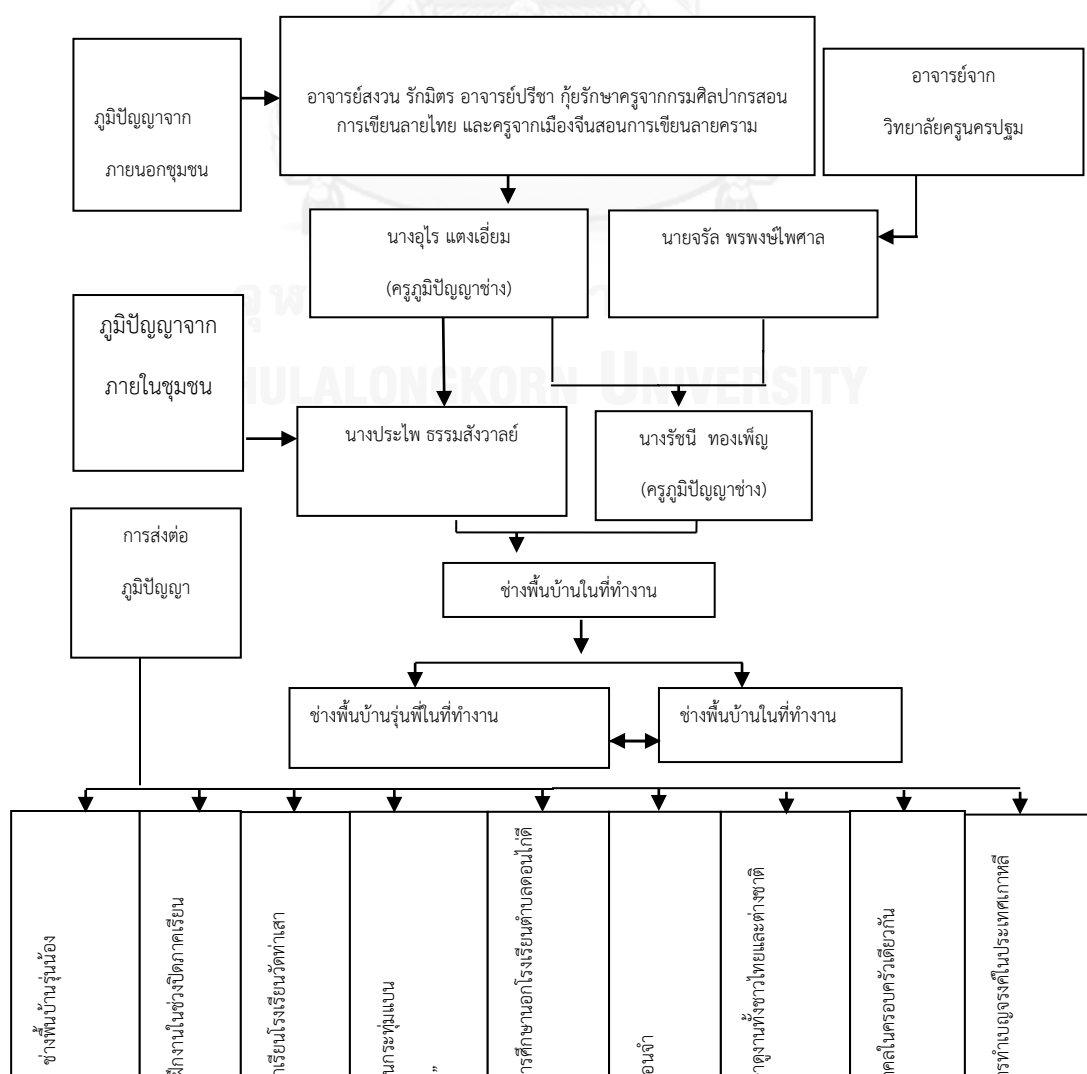 ภูมิปัญญาจาก
ภายนอกชุมชน
อาจารย์สงวน รักมิตร อาจารย์ปรีชา กุ้ยรักษาครูจากกรมศิลปากรสอน
การเขียนลายไทย และครูจากเมืองจีนสอนการเขียนลายคราม
อาจารย์จาก
วิทยาลัยครูนครปฐม
นางอุไร แตงเอี่ยม
(ครูภูมิปัญญาช่าง)
นายจรัล พรพงษ์ไพศาล
ภูมิปัญญาจาก
ภายในชุมชน
HULALONGKORN UNIVERSITY
นางประไพ ธรรมสังวาลย์
นางรัชนี ทองเพ็ญ
(ครูภูมิปัญญาช่าง)
การส่งต่อ
ภูมิปัญญา
ช่างพื้นบ้านในที่ทำงาน
ช่างพื้นบ้านรุ่นพี่ในที่ทำงาน
ช่างพื้นบ้านในที่ทำงาน
ช่างพื้นบ้านรุ่นน้อง
ฝึกงานในช่วงปิดภาคเรียน
เรียนโรงเรียนวัดท่าเสา
นกระทุ่มแบน
”
ารศึกษานอกโรงเรียนตำบลดอนไก่ดี
อนจำ
าดูงานทั้งชาวไทยและต่างชาติ
คลในครอบครัวเดียวกัน
ารทำเบญจรงค์ในประเทศเกาหลี